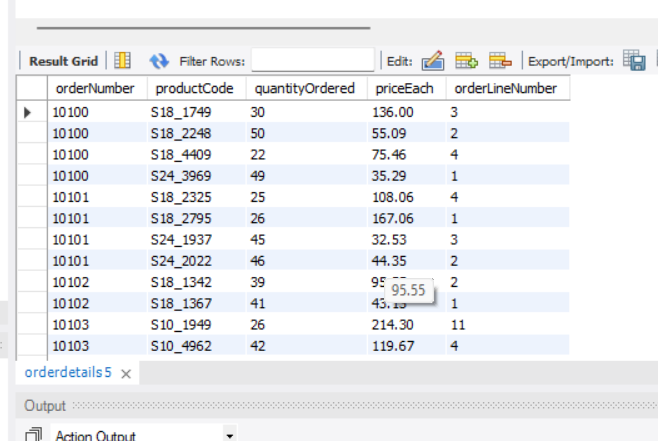 Result Grid Filter Rows: Edit: Export/Import:
orderNumber productCode quantityOrdered priceEach orderLineNumber
10100 S18_1749 30 136.00 3
10100 S18_2248 50 55.09 2
10100 S18_4409 22 75.46 4
10100 S24_3969 49 35.29 1
10101 S18_2325 25 108.06 4
10101 S18_2795 26 167.06 1
10101 S24_1937 45 32.53 3
10101 S24_2022 46 44.35 2
10102 S18_1342 39 95.55 2
95.55
10102 S18_1367 41 43.13 1
10103 S10_1949 26 214.30 11
10103 S10_4962 42 119.67 4
orderdetails 5 ×
Output
Action Output